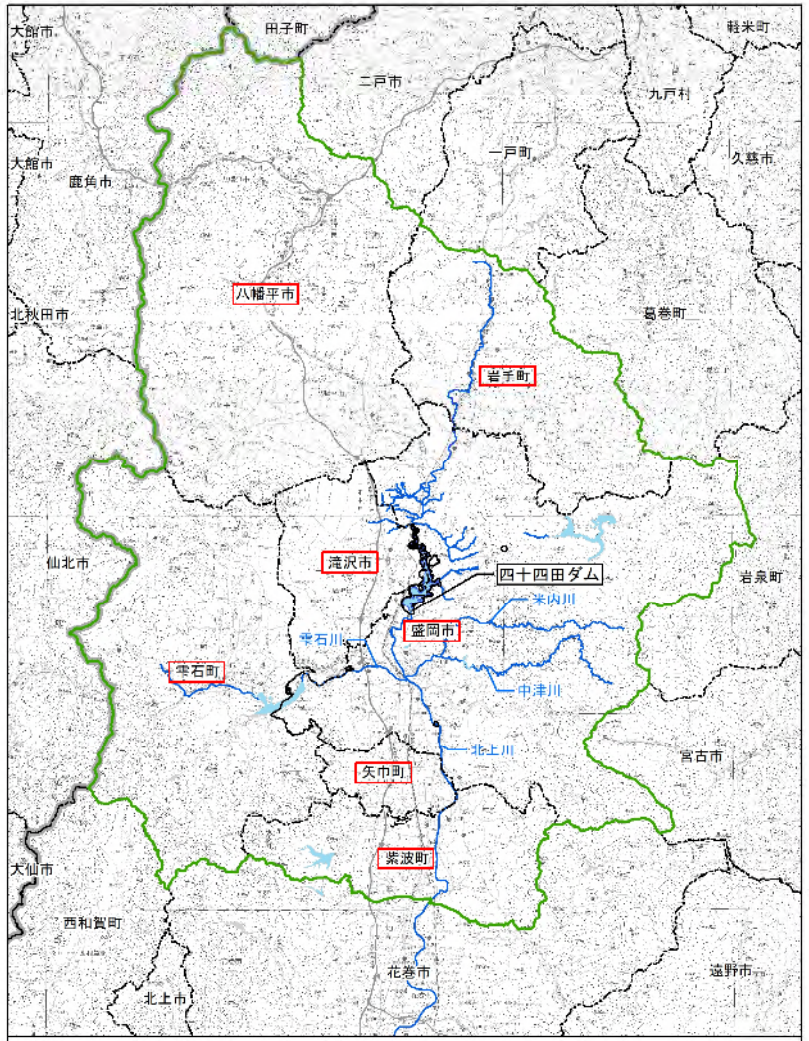 大館市
田子町
軽米町
二戸市
九戸村
一戸町
久慈市
大館市
鹿角市
八幡平市
北秋田市
葛巻町
岩手町
仙北市
滝沢市
四十四田ダム
岩泉町
米内川
盛岡市
雫石川
雫石町
中津川
北上川
宮古市
矢巾町
紫波町
大仙市
西和賀町
花巻市
遠野市
北上市